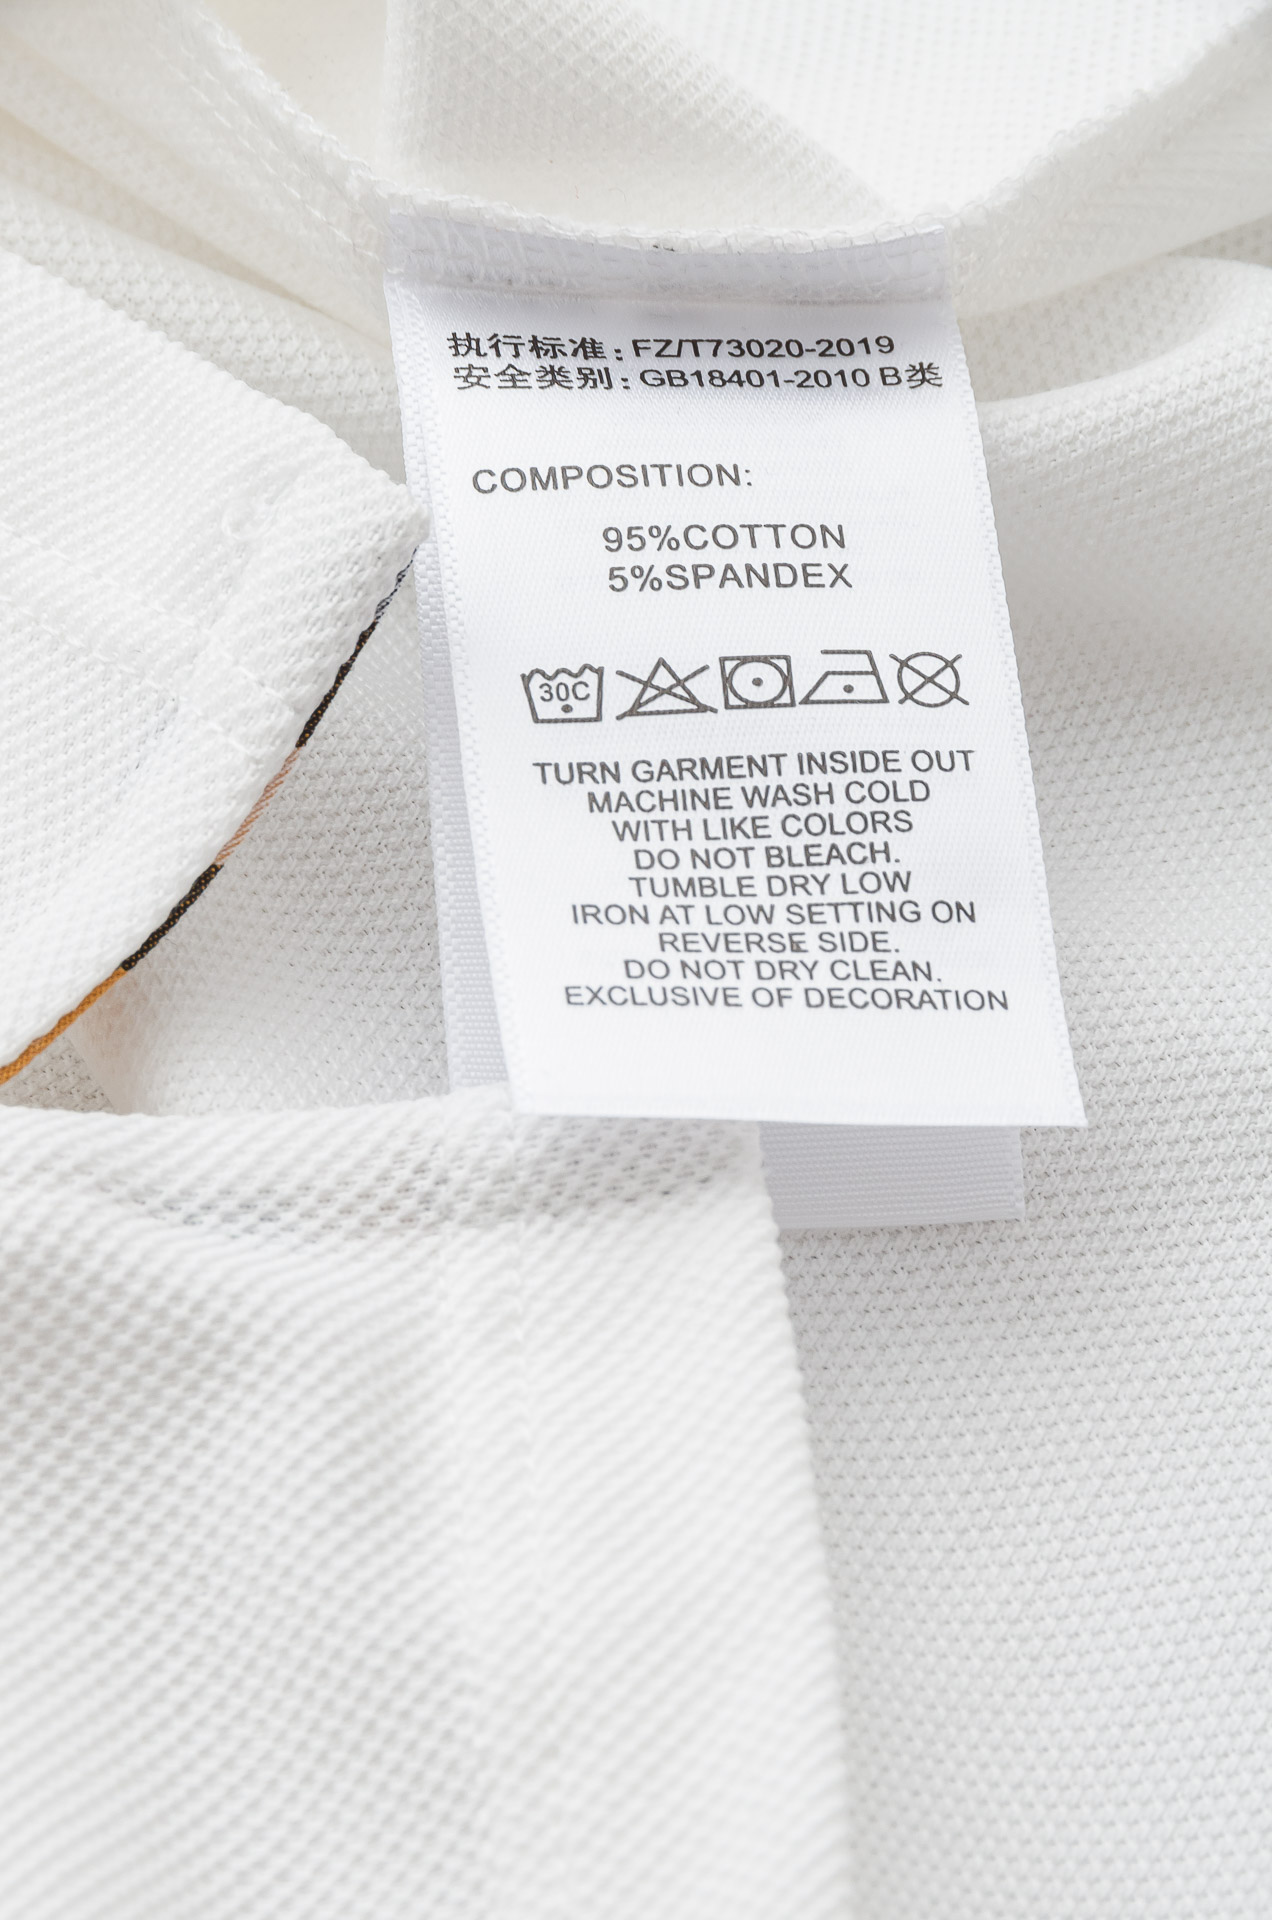 执行标准：FZ/T73020-2019
安全类别：GB18401-2010 B类
COMPOSITION:
95%COTTON
5%SPANDEX
30C
TURN GARMENT INSIDE OUT
MACHINE WASH COLD
WITH LIKE COLORS
DO NOT BLEACH.
TUMBLE DRY LOW
IRON AT LOW SETTING ON
REVERSE SIDE.
DO NOT DRY CLEAN.
EXCLUSIVE OF DECORATION